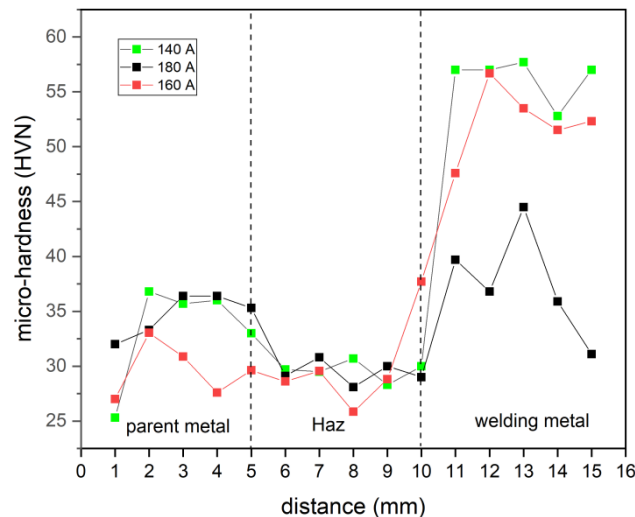 60
55
50
45
40
35
30
25
micro-hardness (HVN)
140 A
180 A
160 A
parent metal
Haz
welding metal
0 1 2 3 4 5 6 7 8 9 10 11 12 13 14 15 16
distance (mm)